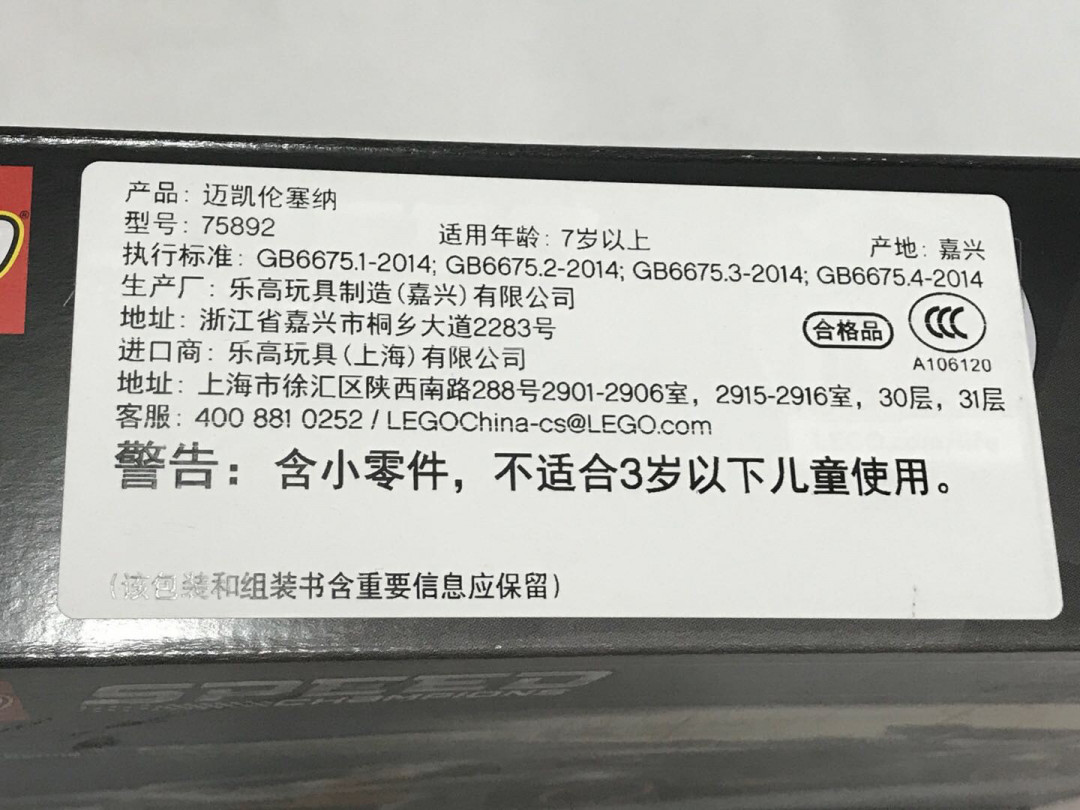 产品: 迈凯伦塞纳
型号: 75892
适用年龄: 7岁以上
产地: 嘉兴
执行标准: GB6675.1-2014; GB6675.2-2014; GB6675.3-2014; GB6675.4-2014
生产厂: 乐高玩具制造(嘉兴)有限公司
地址: 浙江省嘉兴市桐乡大道2283号
合格品
CCC
A106120
进口商: 乐高玩具(上海)有限公司
地址: 上海市徐汇区陕西南路288号2901-2906室, 2915-2916室, 30层, 31层
客服: 400 881 0252 / LEGOChina-cs@LEGO.com
警告: 含小零件, 不适合3岁以下儿童使用。
(该包装和组装书含重要信息应保留)
SPEED
CHAMPIONS